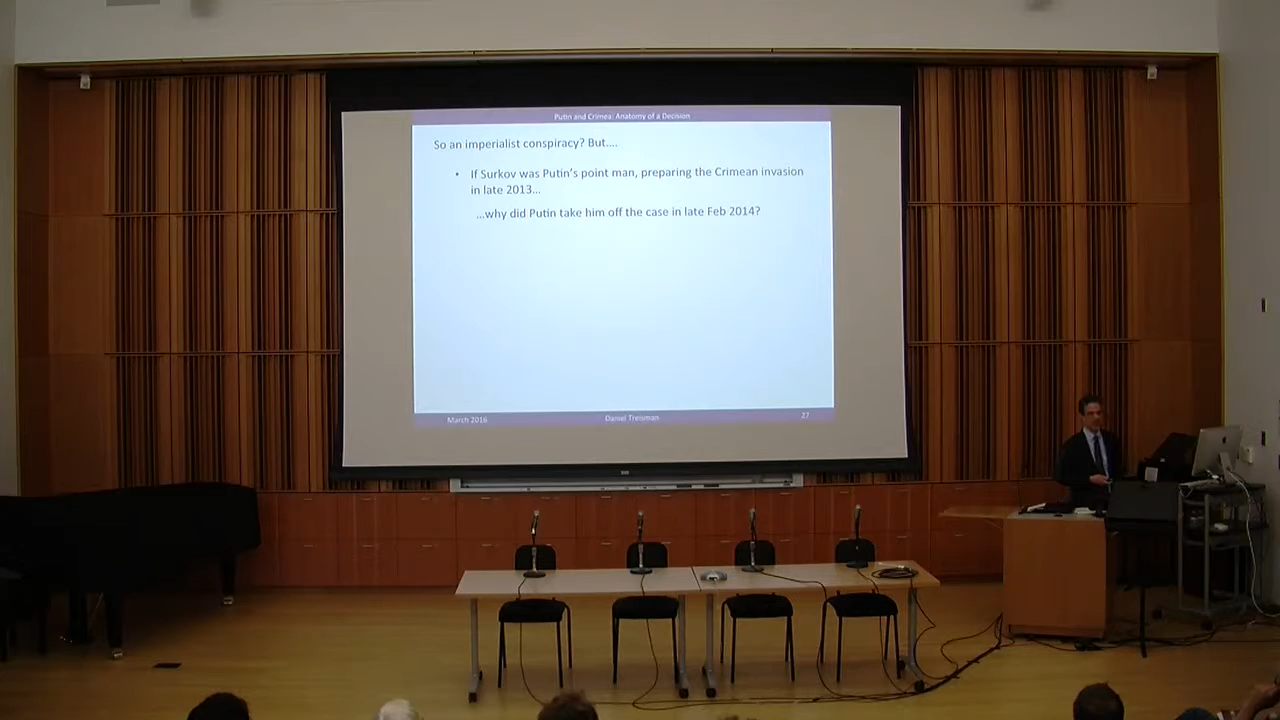 Putin and Crimea: Anatomy of a Decision
So an imperialist conspiracy? But....
• If Surkov was Putin's point man, preparing the Crimean invasion
in late 2013...
...why did Putin take him off the case in late Feb 2014?
March 2016
Daniel Treisman
27